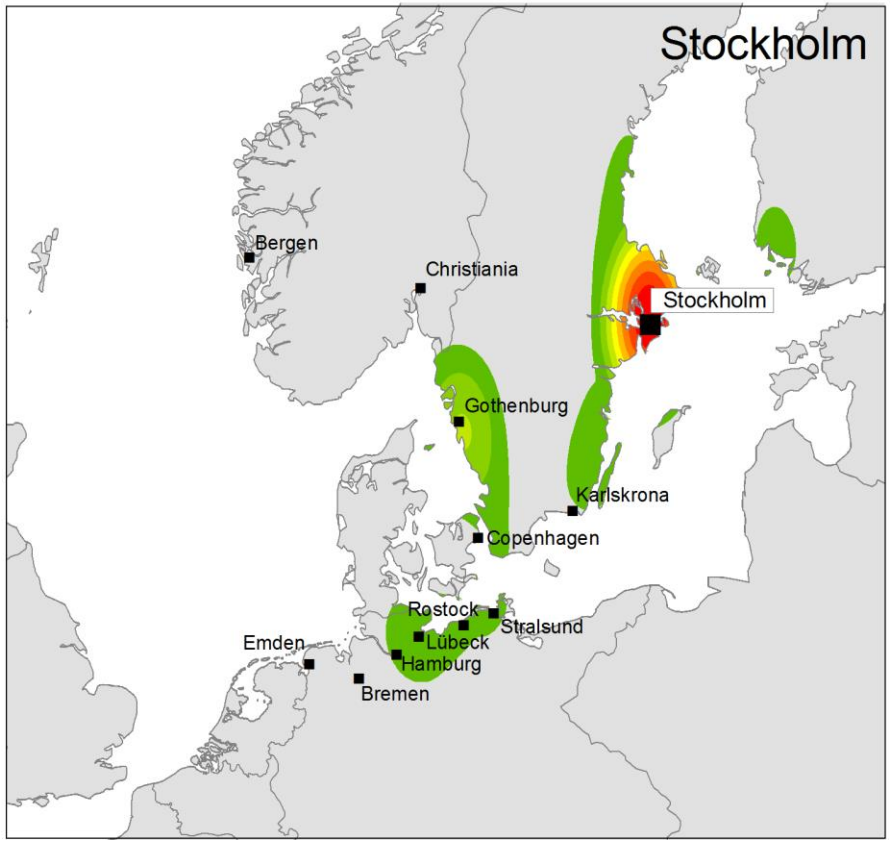 Stockholm
Bergen
Christiania
Stockholm
Gothenburg
Karlskrona
Copenhagen
Rostock
Stralsund
Lübeck
Emden
Hamburg
Bremen